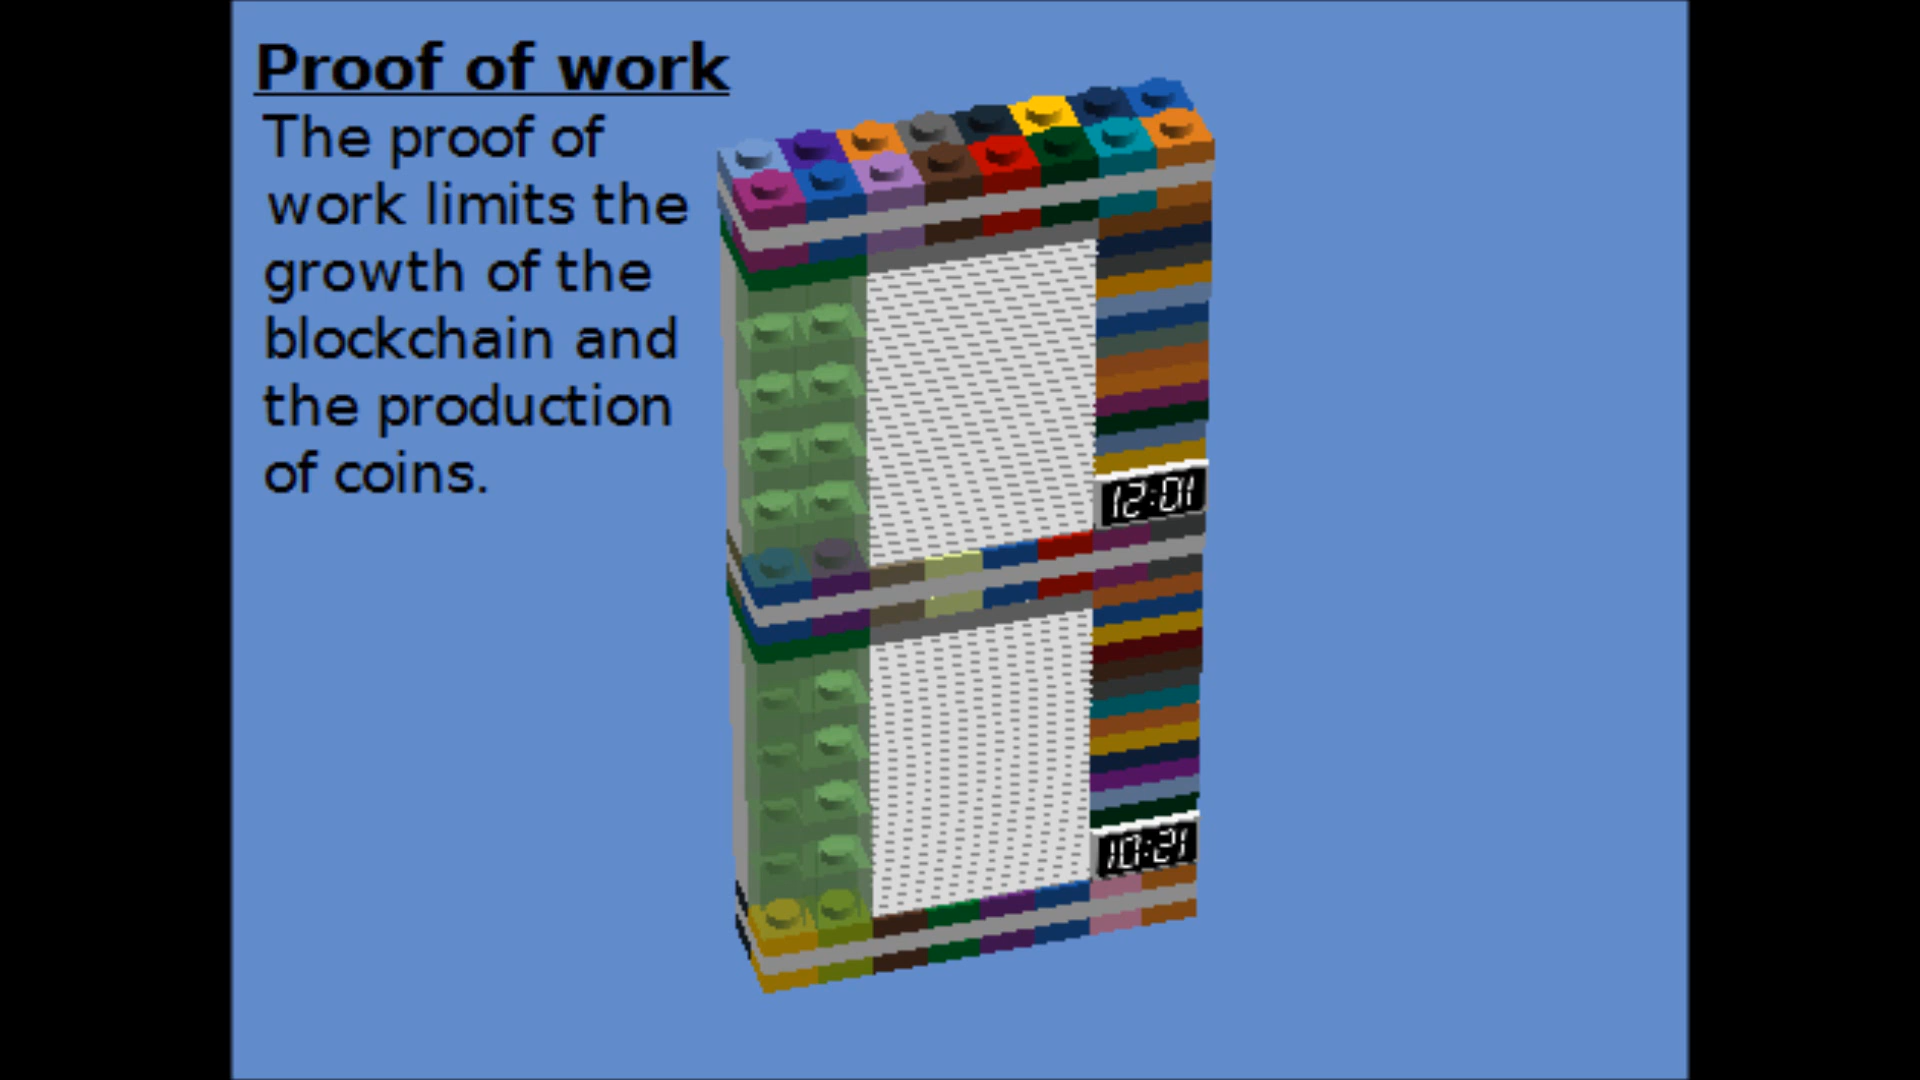 Proof of work
The proof of
work limits the
growth of the
blockchain and
the production
of coins.
12:01
10:21